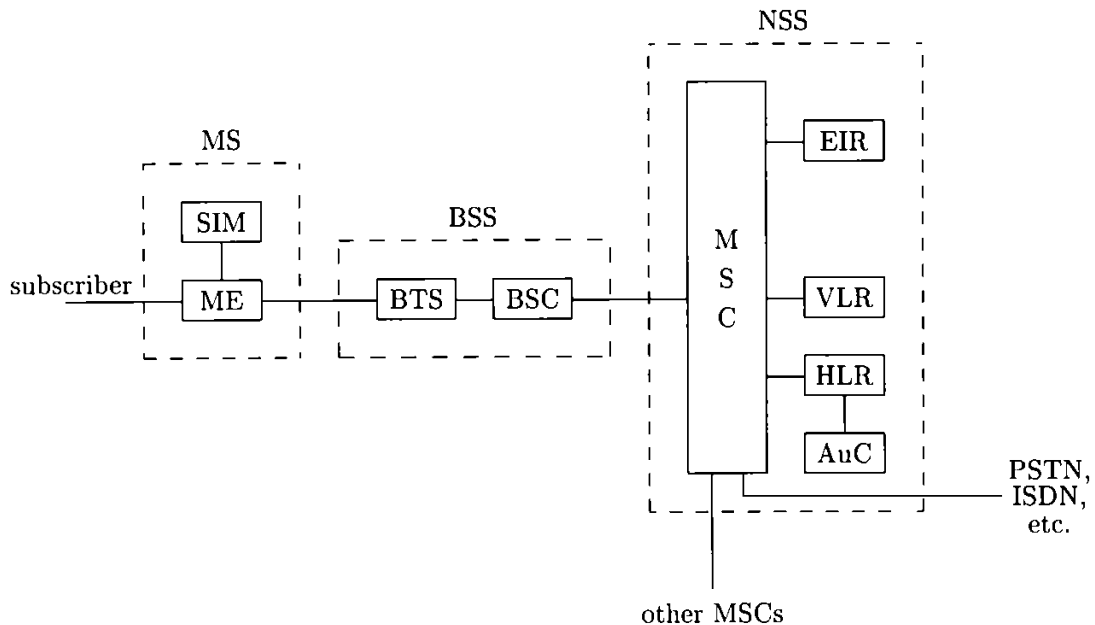 NSS
MS
EIR
SIM
BSS
M
S
C
subscriber
ME
BTS
BSC
VLR
HLR
AuC
PSTN,
ISDN,
etc.
other MSCs